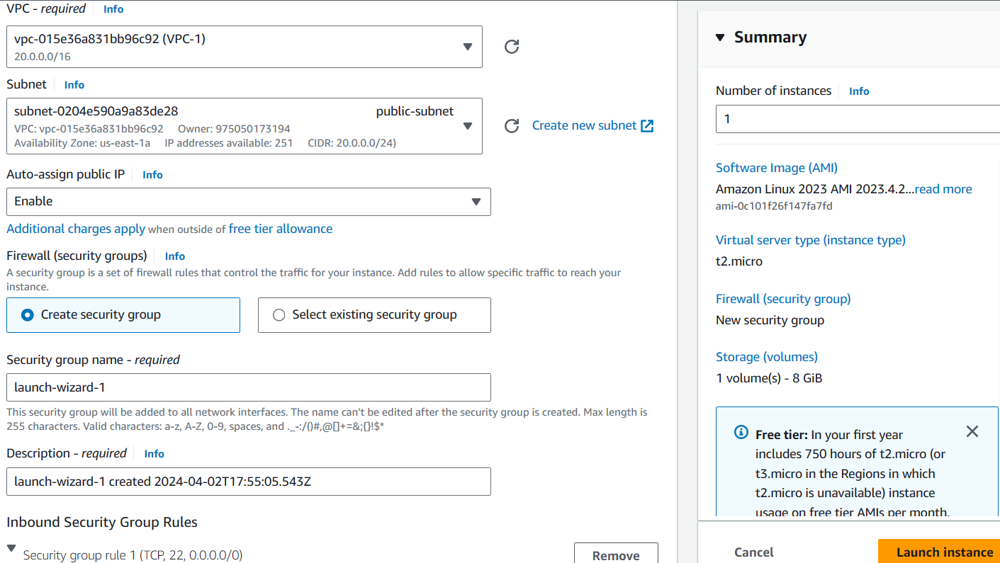 VPC - required Info
vpc-015e36a831bb96c92 (VPC-1)
20.0.0.0/16
Subnet Info
subnet-0204e590a9a83de28 public-subnet
VPC: vpc-015e36a831bb96c92 Owner: 975050173194
Availability Zone: us-east-1a IP addresses available: 251 CIDR: 20.0.0.0/24)
Create new subnet
Auto-assign public IP Info
Enable
Additional charges apply when outside of free tier allowance
Firewall (security groups) Info
A security group is a set of firewall rules that control the traffic for your instance. Add rules to allow specific traffic to reach your
instance.
Create security group
Select existing security group
Security group name - required
launch-wizard-1
This security group will be added to all network interfaces. The name can't be edited after the security group is created. Max length is
255 characters. Valid characters: a-z, A-Z, 0-9, spaces, and ._-:/()#,@[]+=&;{}!$*
Description - required Info
launch-wizard-1 created 2024-04-02T17:55:05.543Z
Inbound Security Group Rules
Security group rule 1 (TCP, 22, 0.0.0.0/0)
Remove
Summary
Number of instances Info
1
Software Image (AMI)
Amazon Linux 2023 AMI 2023.4.2...read more
ami-0c101f26f147fa7fd
Virtual server type (instance type)
t2.micro
Firewall (security group)
New security group
Storage (volumes)
1 volume(s) - 8 GiB
Free tier: In your first year
includes 750 hours of t2.micro (or
t3.micro in the Regions in which
t2.micro is unavailable) instance
usage on free tier AMIs per month,
Cancel
Launch instance